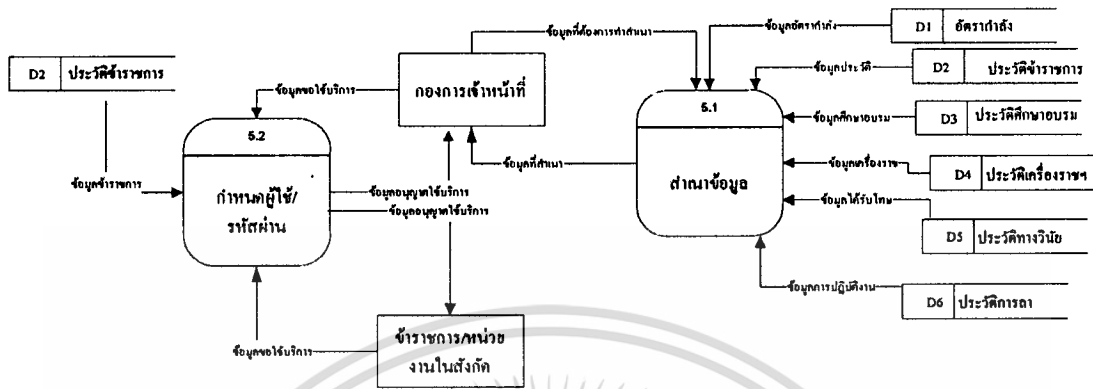 D1 อัตรากำลัง
ข้อมูลอัตรากำลัง
ข้อมูลที่ต้องการทำสำเนา
D2 ประวัติข้าราชการ
ข้อมูลประวัติ
D2 ประวัติข้าราชการ
ข้อมูลขอใช้บริการ
กองการเจ้าหน้าที่
5.1
สำเนาข้อมูล
ข้อมูลศึกษาอบรม
D3 ประวัติศึกษาอบรม
5.2
กำหนดผู้ใช้/
รหัสผ่าน
ข้อมูลที่สำเนา
ข้อมูลเครื่องราช
D4 ประวัติเครื่องราชฯ
ข้อมูลข้าราชการ
ข้อมูลอนุญาตใช้บริการ
ข้อมูลอนุญาตใช้บริการ
ข้อมูลได้รับโทษ
D5 ประวัติทางวินัย
ข้อมูลการปฏิบัติงาน
D6 ประวัติการลา
ข้อมูลขอใช้บริการ
ข้าราชการ/หน่วย
งานในสังกัด